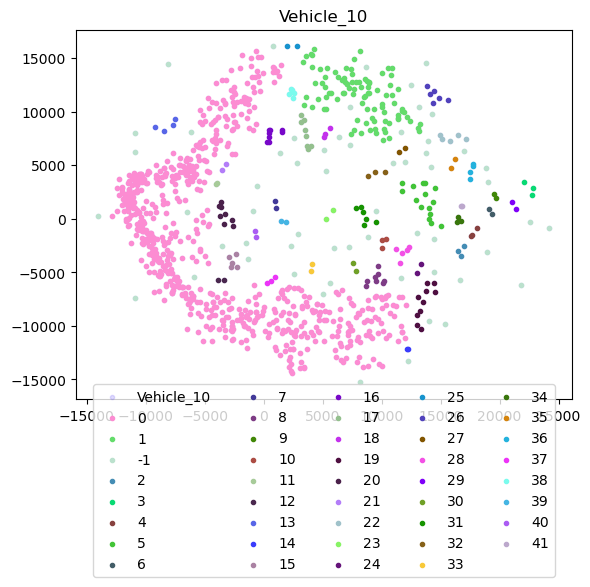 Vehicle_10
15000
10000
5000
0
−5000
−10000
−15000
−15000 −10000 −5000 0 5000 10000 15000 20000 25000
Vehicle_10 7 16 25 34
0 8 17 26 35
1 9 18 27 36
-1 10 19 28 37
2 11 20 29 38
3 12 21 30 39
4 13 22 31 40
5 14 23 32 41
6 15 24 33